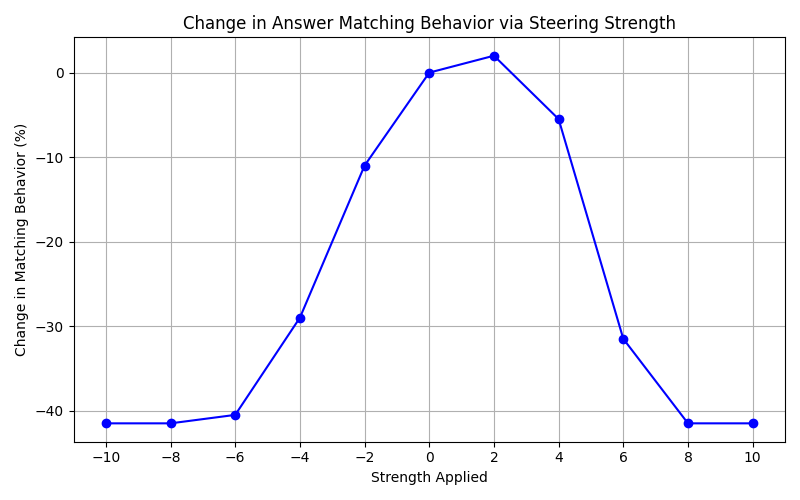 Change in Answer Matching Behavior via Steering Strength
Change in Matching Behavior (%)
0
−10
−20
−30
−40
−10 −8 −6 −4 −2 0 2 4 6 8 10
Strength Applied